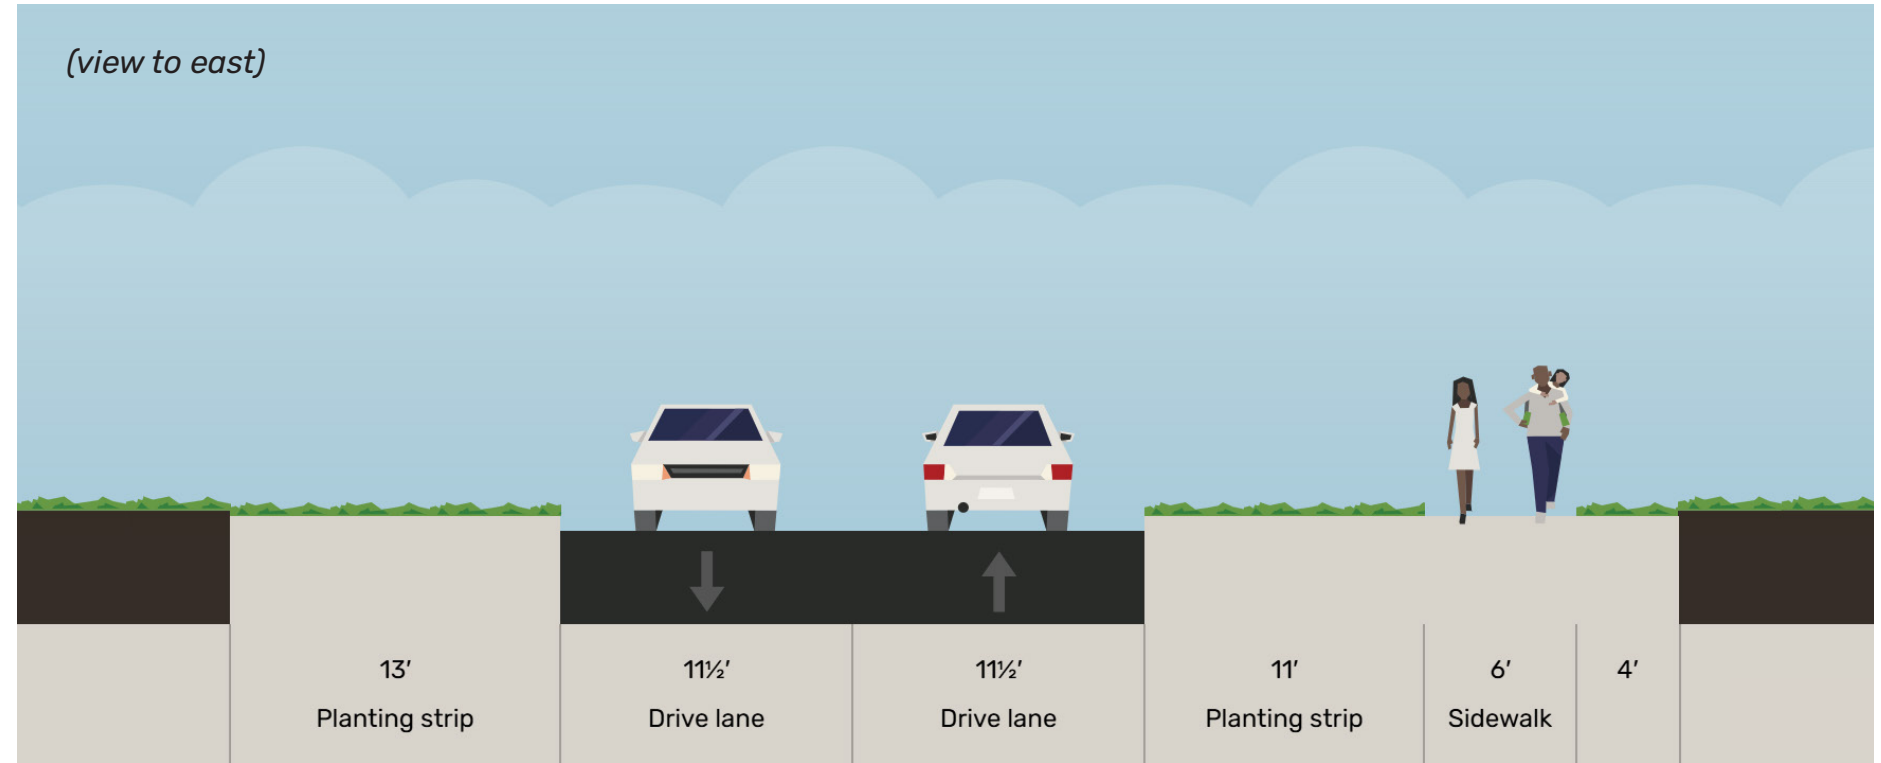 (view to east)
13′ 11½′ 11½′ 11′ 6′ 4′
Planting strip Drive lane Drive lane Planting strip Sidewalk